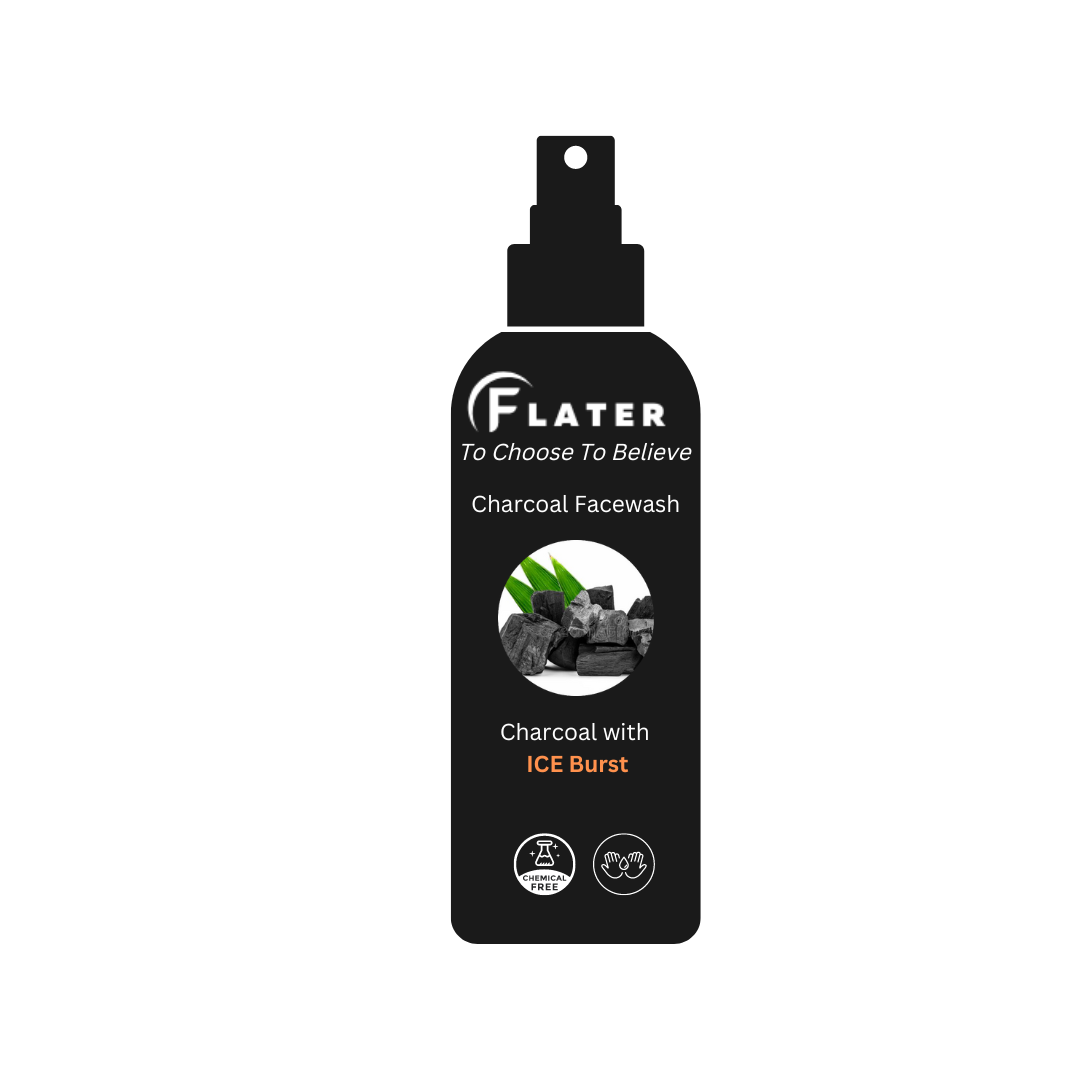 FLATER
To Choose To Believe
Charcoal Facewash
Charcoal with
ICE Burst
CHEMICAL
FREE